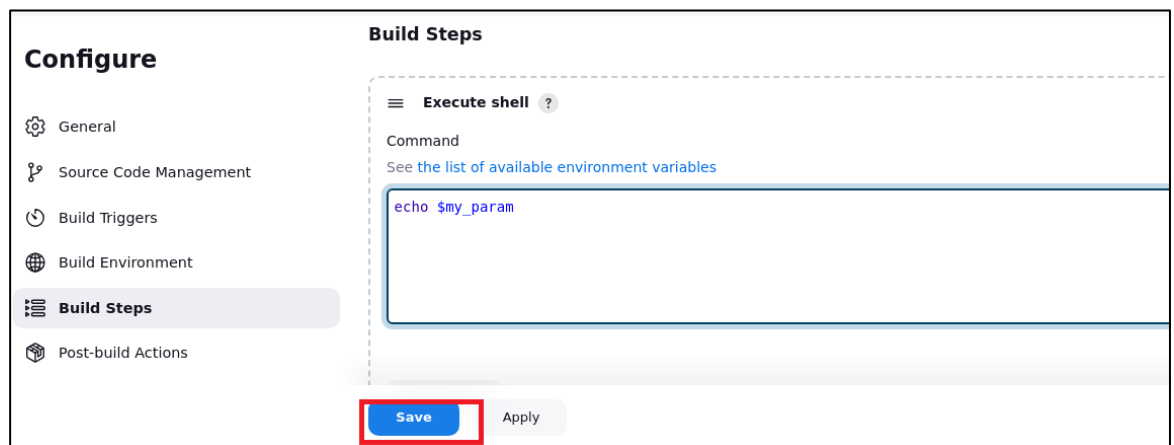 Configure
General
Source Code Management
Build Triggers
Build Environment
Build Steps
Post-build Actions
Build Steps
Execute shell ?
Command
See the list of available environment variables
echo $my_param
Save
Apply